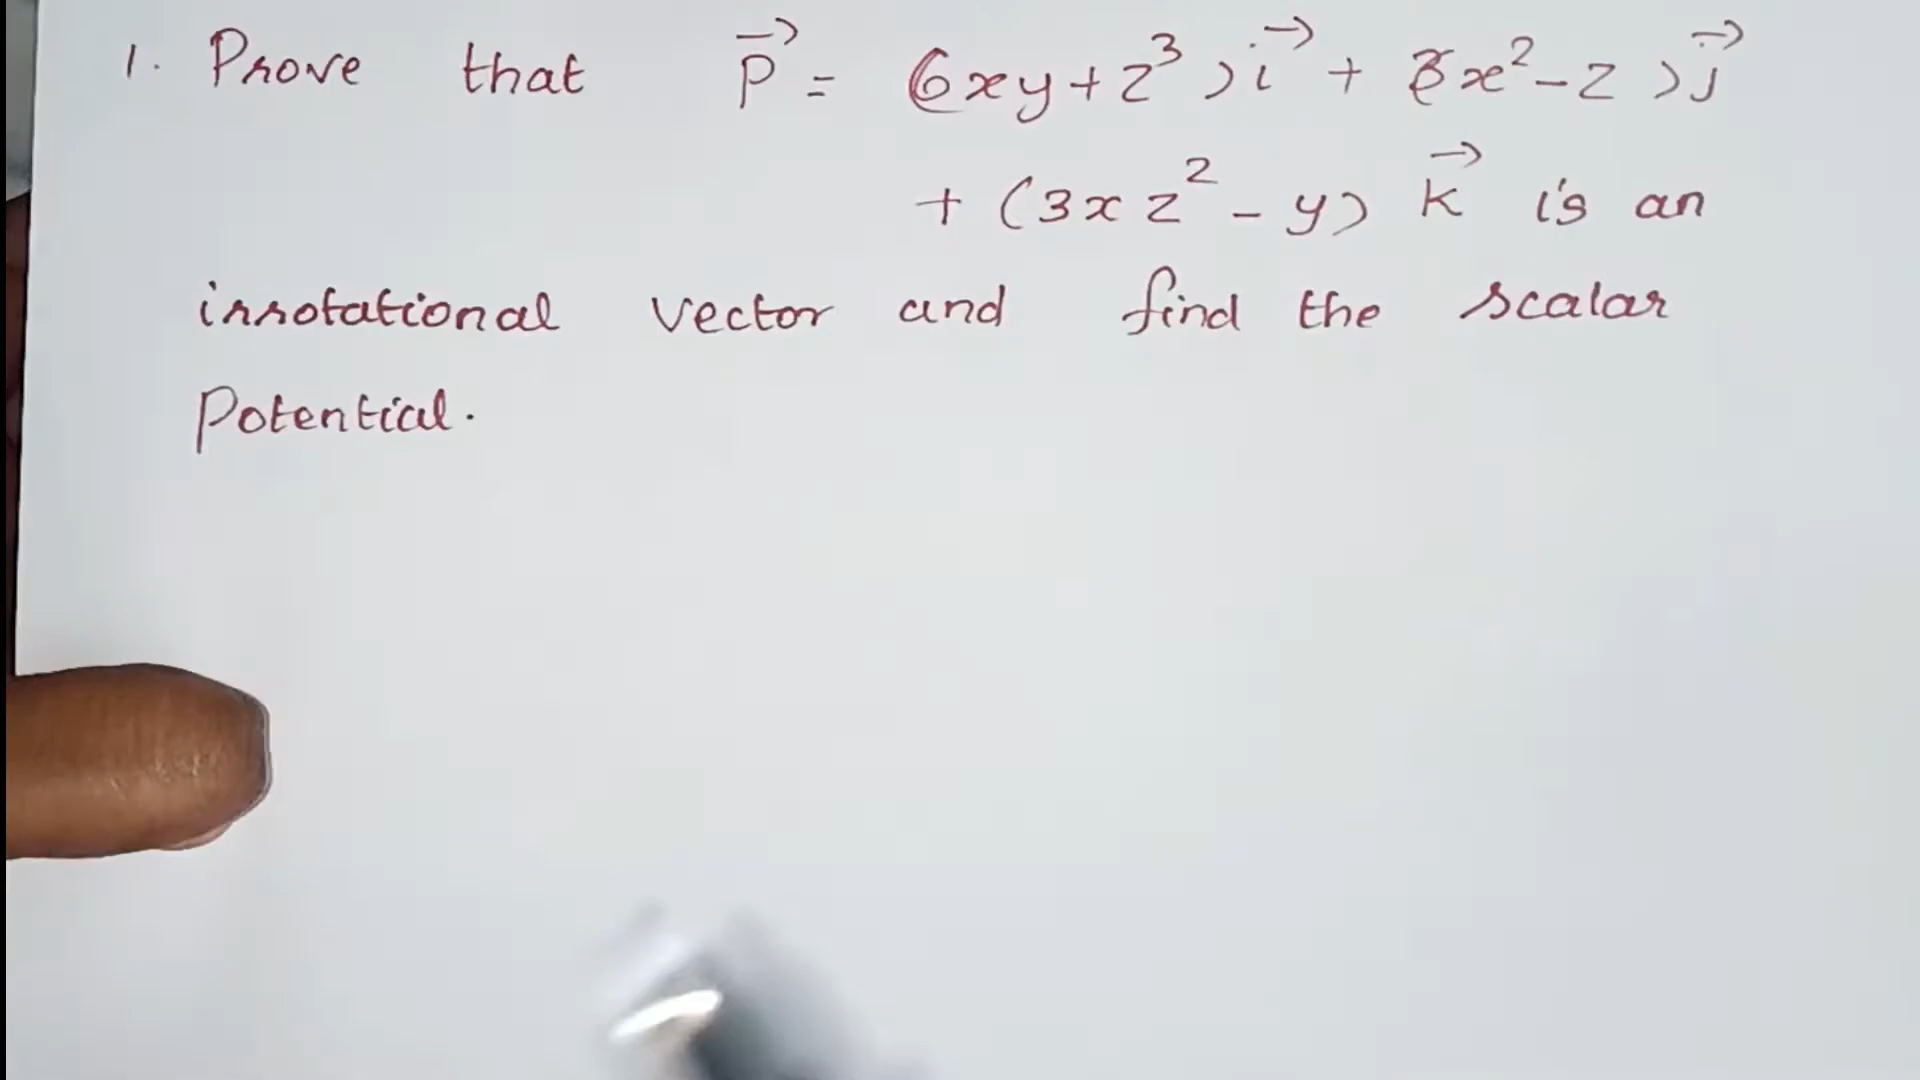 1. Prove that P⃗ = (6xy+z³)i⃗ + (3x²-z)j⃗
+ (3xz²-y) k⃗ is an
irrotational vector and find the scalar
Potential.